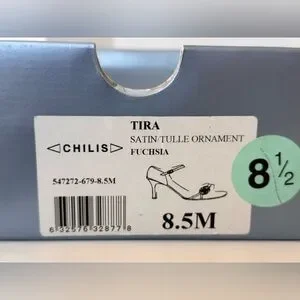 TIRA
SATIN/TULLE ORNAMENT
CHILIS
FUCHSIA
547272-679-8.5M
8 1/2
8.5M
6 32576 32877 8